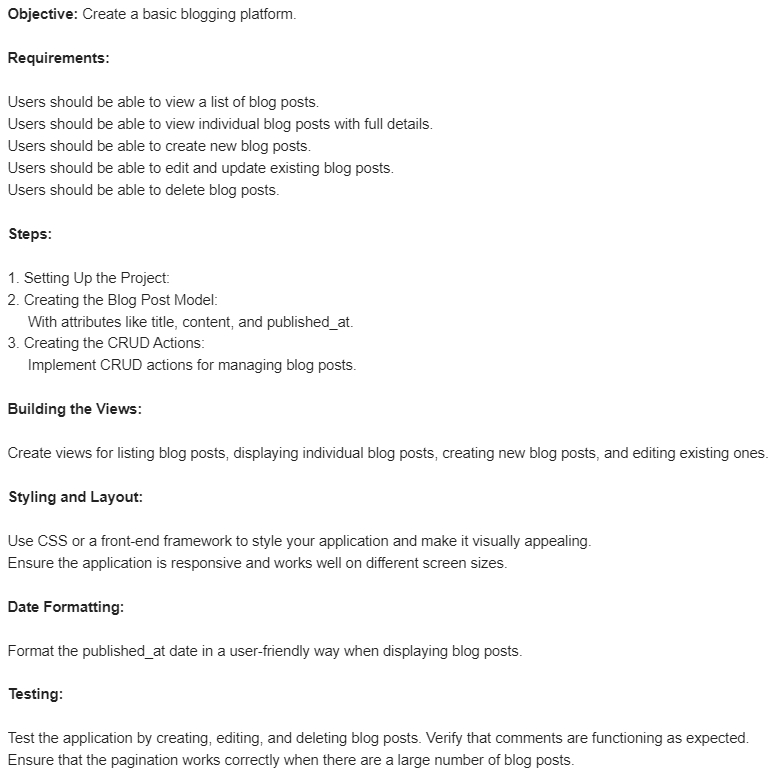 Objective: Create a basic blogging platform.
Requirements:
Users should be able to view a list of blog posts.
Users should be able to view individual blog posts with full details.
Users should be able to create new blog posts.
Users should be able to edit and update existing blog posts.
Users should be able to delete blog posts.
Steps:
1. Setting Up the Project:
2. Creating the Blog Post Model:
With attributes like title, content, and published_at.
3. Creating the CRUD Actions:
Implement CRUD actions for managing blog posts.
Building the Views:
Create views for listing blog posts, displaying individual blog posts, creating new blog posts, and editing existing ones.
Styling and Layout:
Use CSS or a front-end framework to style your application and make it visually appealing.
Ensure the application is responsive and works well on different screen sizes.
Date Formatting:
Format the published_at date in a user-friendly way when displaying blog posts.
Testing:
Test the application by creating, editing, and deleting blog posts. Verify that comments are functioning as expected.
Ensure that the pagination works correctly when there are a large number of blog posts.